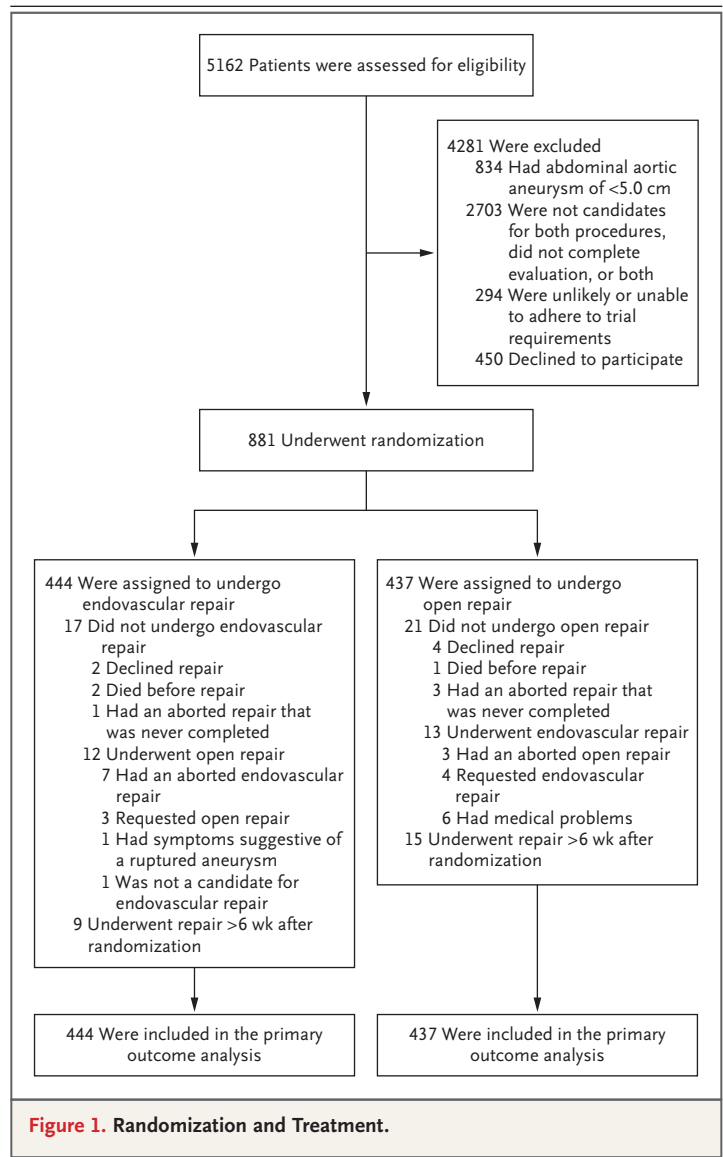 5162 Patients were assessed for eligibility
4281 Were excluded
834 Had abdominal aortic
aneurysm of <5.0 cm
2703 Were not candidates
for both procedures,
did not complete
evaluation, or both
294 Were unlikely or unable
to adhere to trial
requirements
450 Declined to participate
881 Underwent randomization
444 Were assigned to undergo
endovascular repair
17 Did not undergo endovascular
repair
2 Declined repair
2 Died before repair
1 Had an aborted repair that
was never completed
12 Underwent open repair
7 Had an aborted endovascular
repair
3 Requested open repair
1 Had symptoms suggestive of
a ruptured aneurysm
1 Was not a candidate for
endovascular repair
9 Underwent repair >6 wk after
randomization
437 Were assigned to undergo
open repair
21 Did not undergo open repair
4 Declined repair
1 Died before repair
3 Had an aborted repair that
was never completed
13 Underwent endovascular repair
3 Had an aborted open repair
4 Requested endovascular
repair
6 Had medical problems
15 Underwent repair >6 wk after
randomization
444 Were included in the primary
outcome analysis
437 Were included in the primary
outcome analysis
Figure 1. Randomization and Treatment.